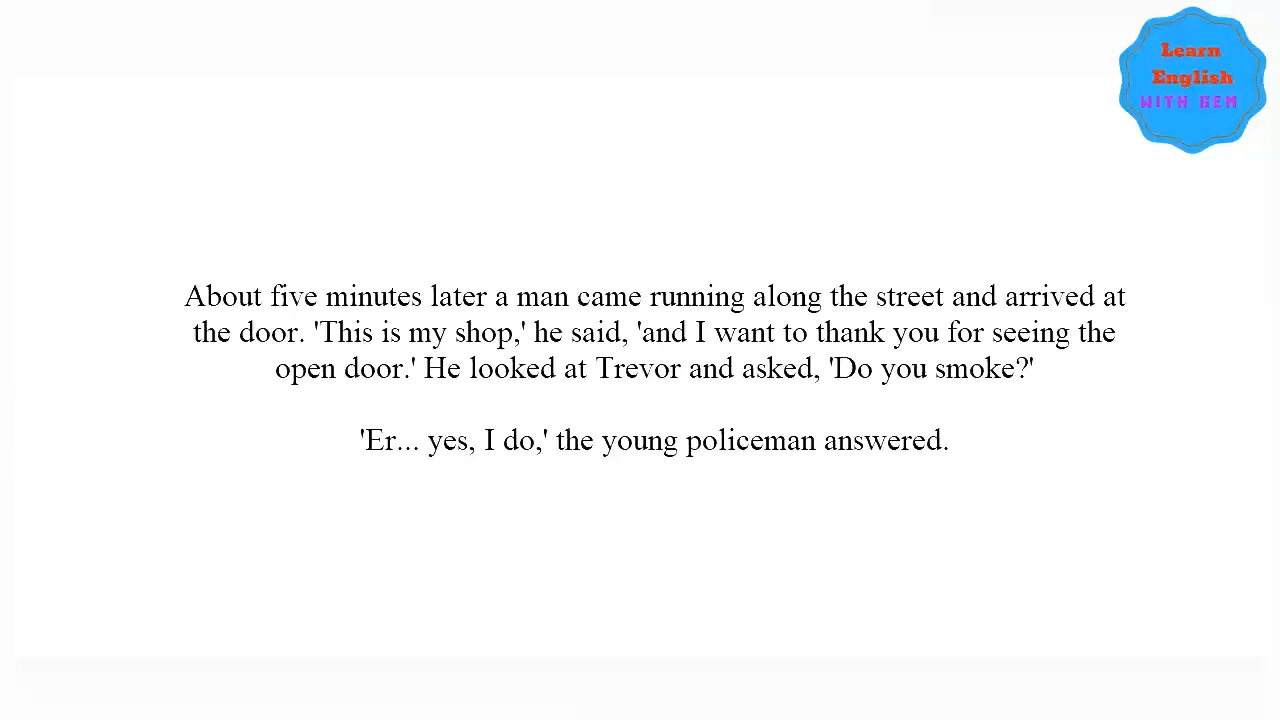 Learn
English
WITH GEM
About five minutes later a man came running along the street and arrived at
the door. 'This is my shop,' he said, 'and I want to thank you for seeing the
open door.' He looked at Trevor and asked, 'Do you smoke?'
'Er... yes, I do,' the young policeman answered.